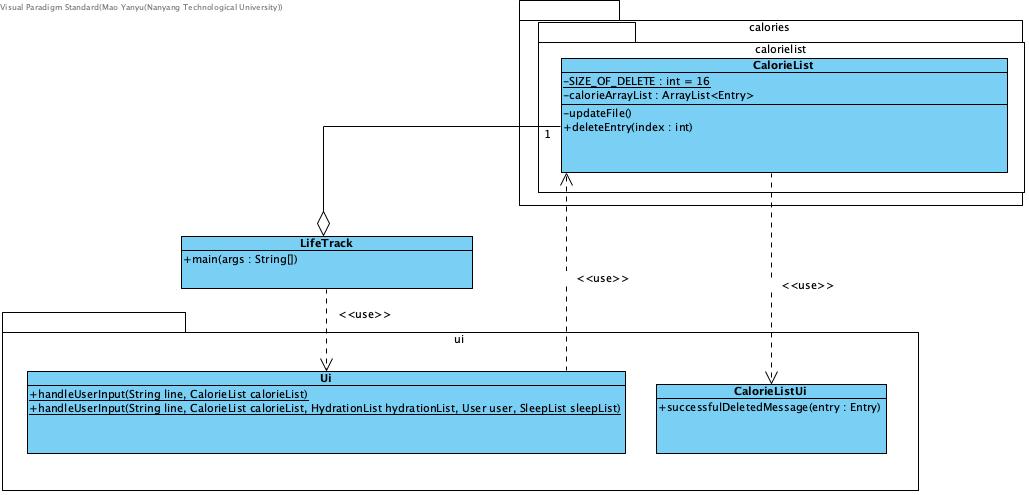 Visual Paradigm Standard(Mao Yanyu(Nanyang Technological University))
calories
calorielist
CalorieList
-SIZE_OF_DELETE : int = 16
-calorieArrayList : ArrayList<Entry>
-updateFile()
+deleteEntry(index : int)
1
LifeTrack
+main(args : String[])
<<use>>
<<use>>
<<use>>
ui
Ui
+handleUserInput(String line, CalorieList calorieList)
+handleUserInput(String line, CalorieList calorieList, HydrationList hydrationList, User user, SleepList sleepList)
CalorieListUi
+successfulDeletedMessage(entry : Entry)